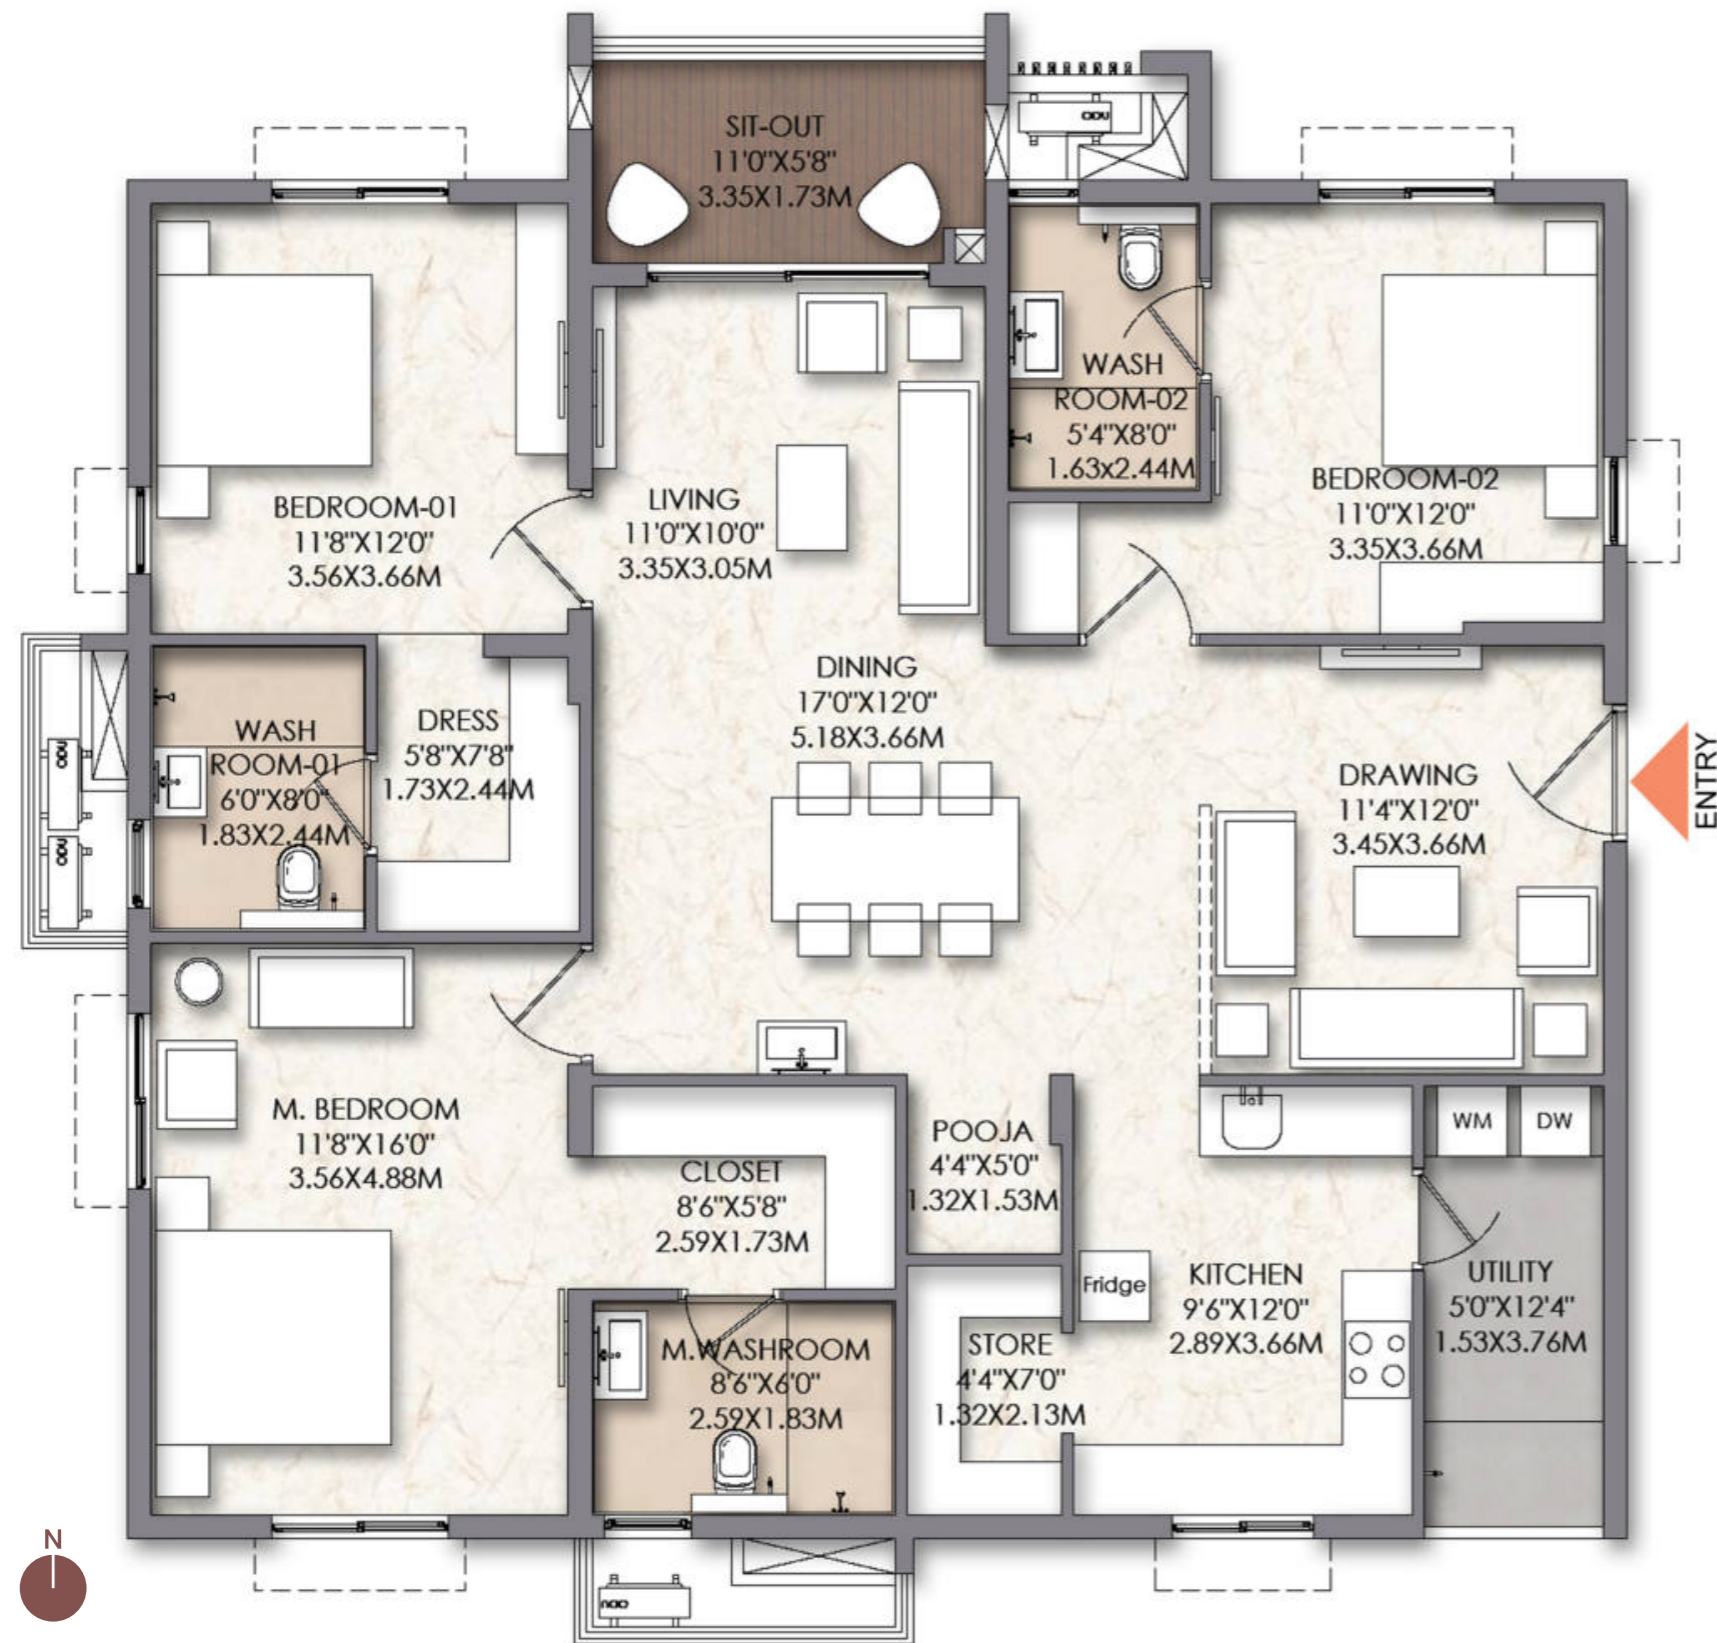 SIT-OUT
11'0"X5'8"
3.35X1.73M
ODU
WASH
ROOM-02
5'4"X8'0"
1.63x2.44M
BEDROOM-01
11'8"X12'0"
3.56X3.66M
LIVING
11'0"X10'0"
3.35X3.05M
BEDROOM-02
11'0"X12'0"
3.35X3.66M
DINING
17'0"X12'0"
5.18X3.66M
WASH
ROOM-01
6'0"X8'0"
1.83X2.44M
DRESS
5'8"X7'8"
1.73X2.44M
ODU
ODU
DRAWING
11'4"X12'0"
3.45X3.66M
ENTRY
M. BEDROOM
11'8"X16'0"
3.56X4.88M
CLOSET
8'6"X5'8"
2.59X1.73M
POOJA
4'4"X5'0"
1.32X1.53M
WM
DW
Fridge
KITCHEN
9'6"X12'0"
2.89X3.66M
UTILITY
5'0"X12'4"
1.53X3.76M
M.WASHROOM
8'6"X6'0"
2.59X1.83M
STORE
4'4"X7'0"
1.32X2.13M
N
ODU